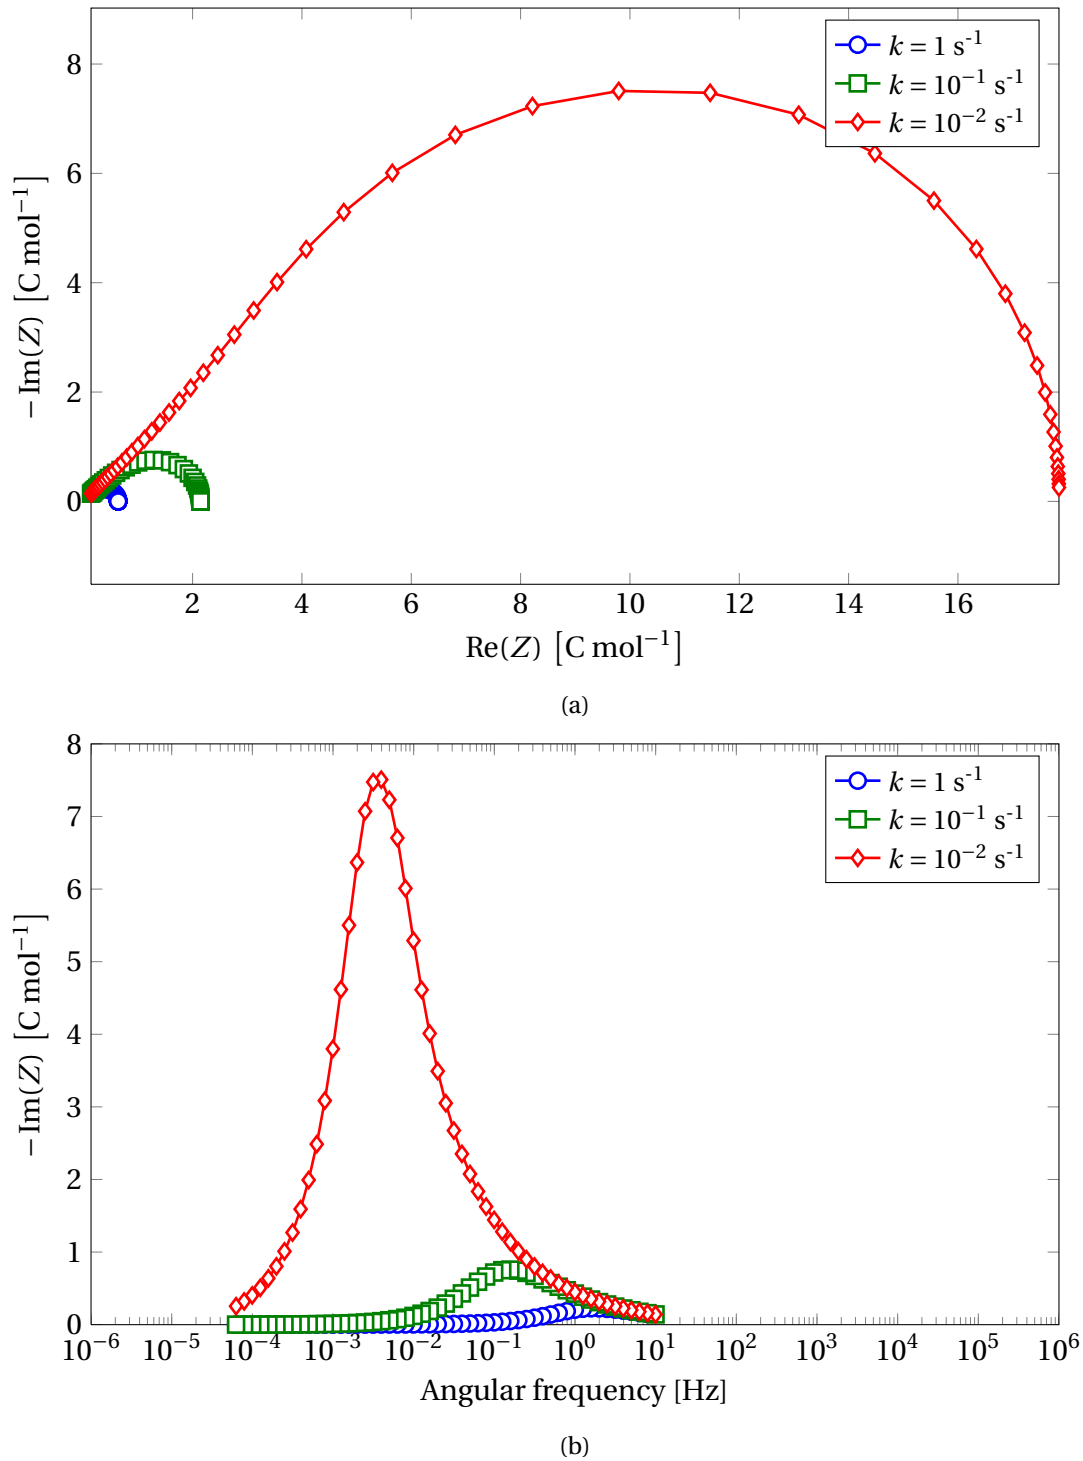 k = 1 s⁻¹
k = 10⁻¹ s⁻¹
k = 10⁻² s⁻¹
8
6
4
2
0
− Im(Z) [C mol⁻¹]
2 4 6 8 10 12 14 16
Re(Z) [C mol⁻¹]
(a)
k = 1 s⁻¹
k = 10⁻¹ s⁻¹
k = 10⁻² s⁻¹
8
7
6
5
4
3
2
1
0
−Im(Z) [C mol⁻¹]
10⁻⁶ 10⁻⁵ 10⁻⁴ 10⁻³ 10⁻² 10⁻¹ 10⁰ 10¹ 10² 10³ 10⁴ 10⁵ 10⁶
Angular frequency [Hz]
(b)